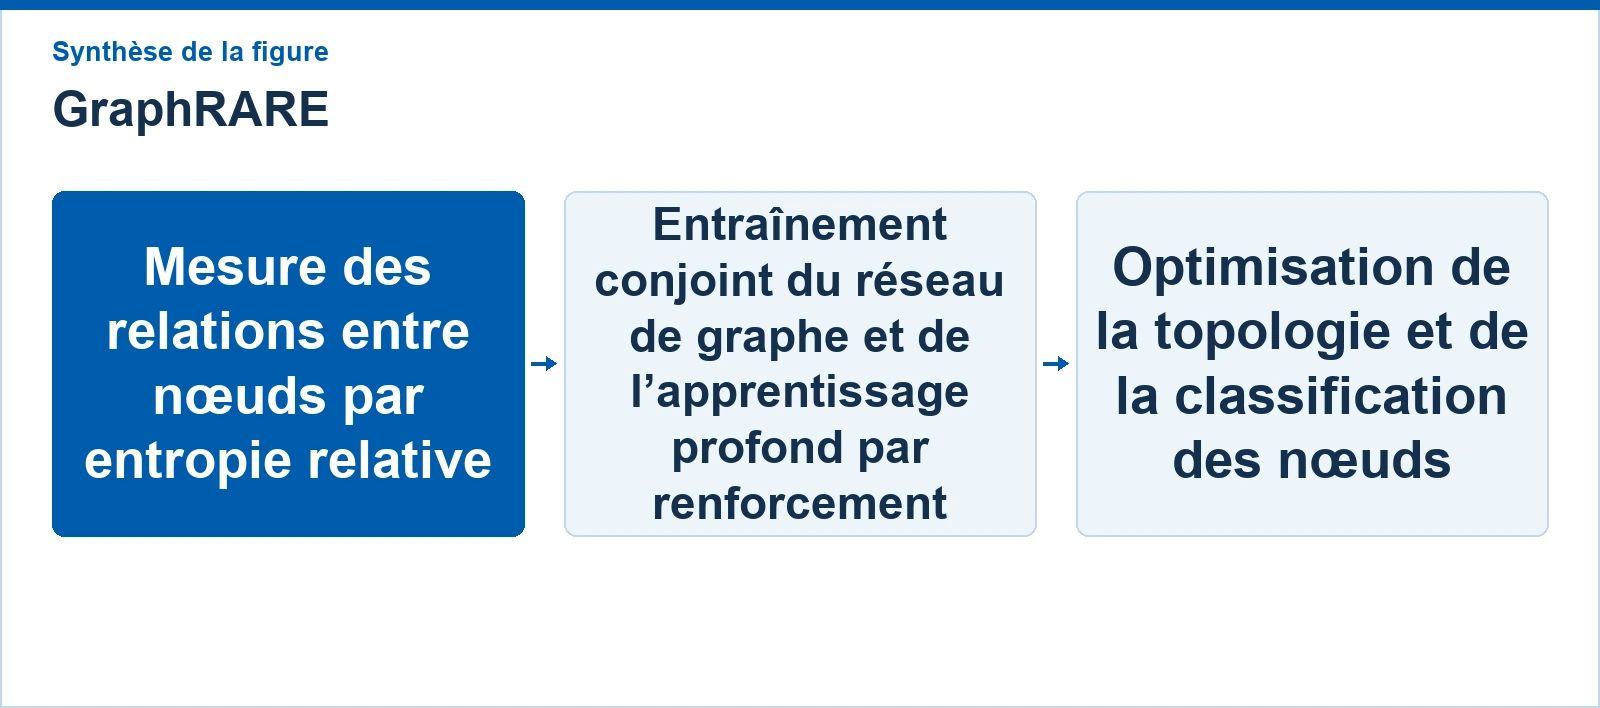 Synthèse de la figure
GraphRARE
Mesure des
relations entre
nœuds par
entropie relative
Entraînement
conjoint du réseau
de graphe et de
l’apprentissage
profond par
renforcement
Optimisation de
la topologie et de
la classification
des nœuds